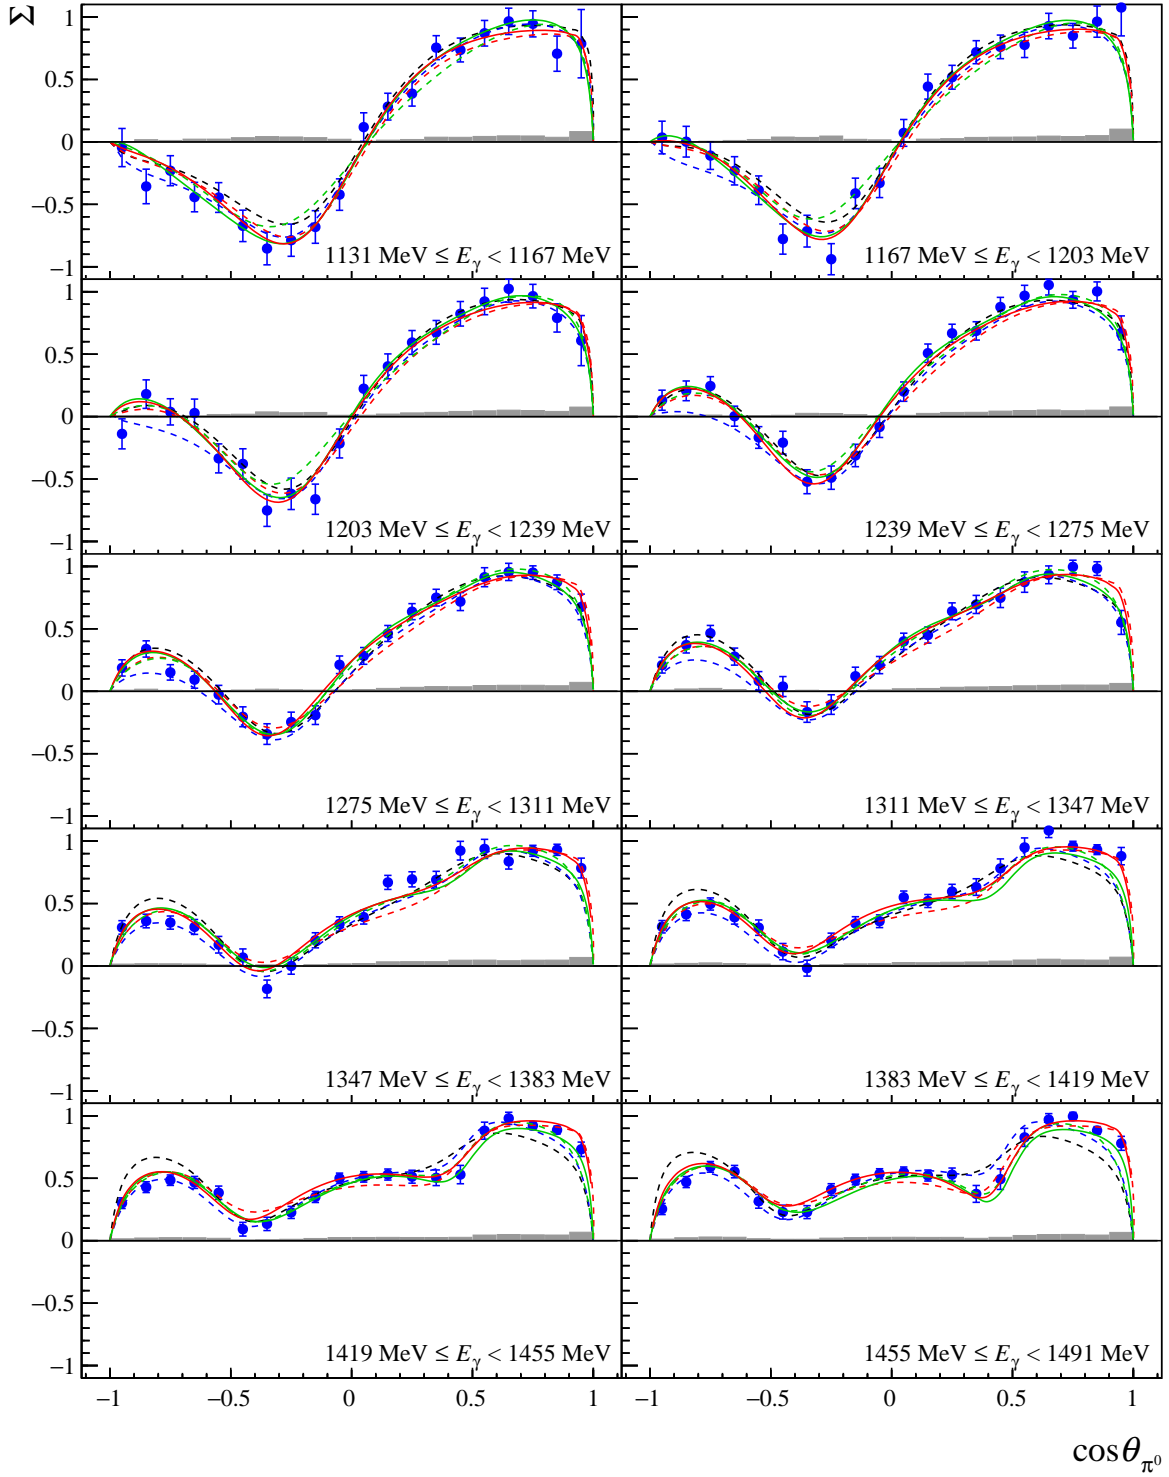 Σ
1
0.5
0
−0.5
−1
1131 MeV ≤ E_γ < 1167 MeV
1167 MeV ≤ E_γ < 1203 MeV
1
0.5
0
−0.5
−1
1203 MeV ≤ E_γ < 1239 MeV
1239 MeV ≤ E_γ < 1275 MeV
1
0.5
0
−0.5
−1
1275 MeV ≤ E_γ < 1311 MeV
1311 MeV ≤ E_γ < 1347 MeV
1
0.5
0
−0.5
−1
1347 MeV ≤ E_γ < 1383 MeV
1383 MeV ≤ E_γ < 1419 MeV
1
0.5
0
−0.5
−1
1419 MeV ≤ E_γ < 1455 MeV
1455 MeV ≤ E_γ < 1491 MeV
−1 −0.5 0 0.5 1 −1 −0.5 0 0.5 1
cosθ_π⁰